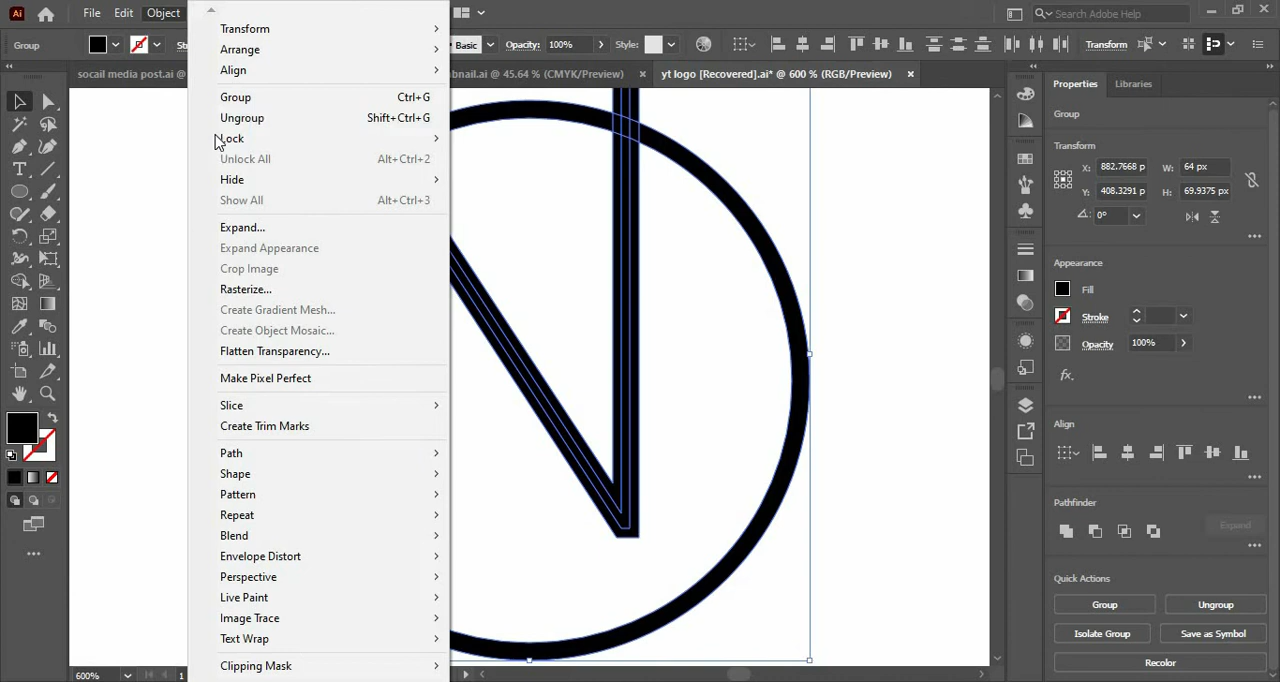 Ai File Edit Object Search Adobe Help
Group Basic Opacity: 100% Style: Transform
socail media post.ai @ bnail.ai @ 45.64 % (CMYK/Preview) × yt logo [Recovered].ai* @ 600 % (RGB/Preview) ×
Transform
Arrange
Align
Group Ctrl+G
Ungroup Shift+Ctrl+G
Lock
Unlock All Alt+Ctrl+2
Hide
Show All Alt+Ctrl+3
Expand...
Expand Appearance
Crop Image
Rasterize...
Create Gradient Mesh...
Create Object Mosaic...
Flatten Transparency...
Make Pixel Perfect
Slice
Create Trim Marks
Path
Shape
Pattern
Repeat
Blend
Envelope Distort
Perspective
Live Paint
Image Trace
Text Wrap
Clipping Mask
600% 1
Properties Libraries
Group
Transform
X: 882.7668 p W: 64 px
Y: 408.3291 p H: 69.9375 px
0°
Appearance
Fill
Stroke
Opacity 100%
fx.
Align
Pathfinder
Expand
Quick Actions
Group Ungroup
Isolate Group Save as Symbol
Recolor